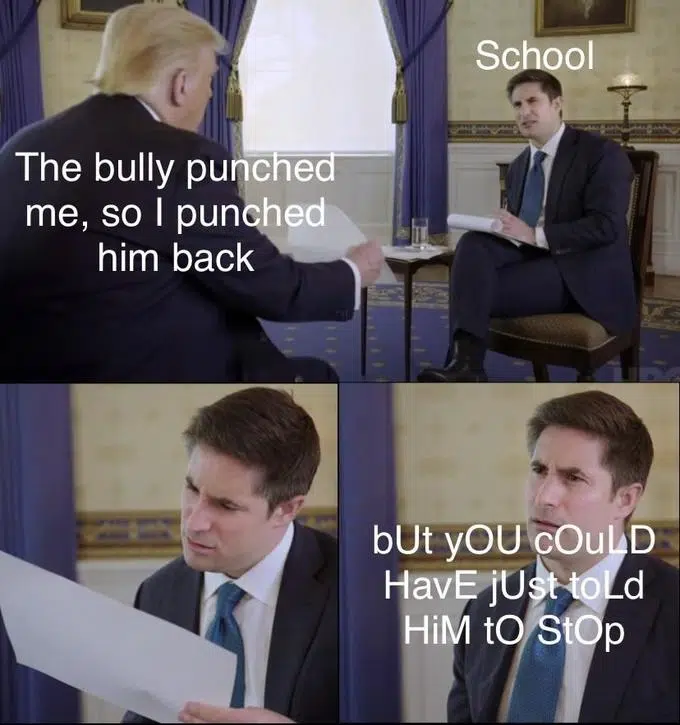 School
The bully punched
me, so I punched
him back
bUt yOU cOuLD
HavE jUst toLd
HiM tO StOp